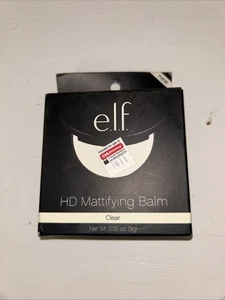 e.l.f.
HD Mattifying Balm
Clear
Net Wt. 0.32 oz. (9g)